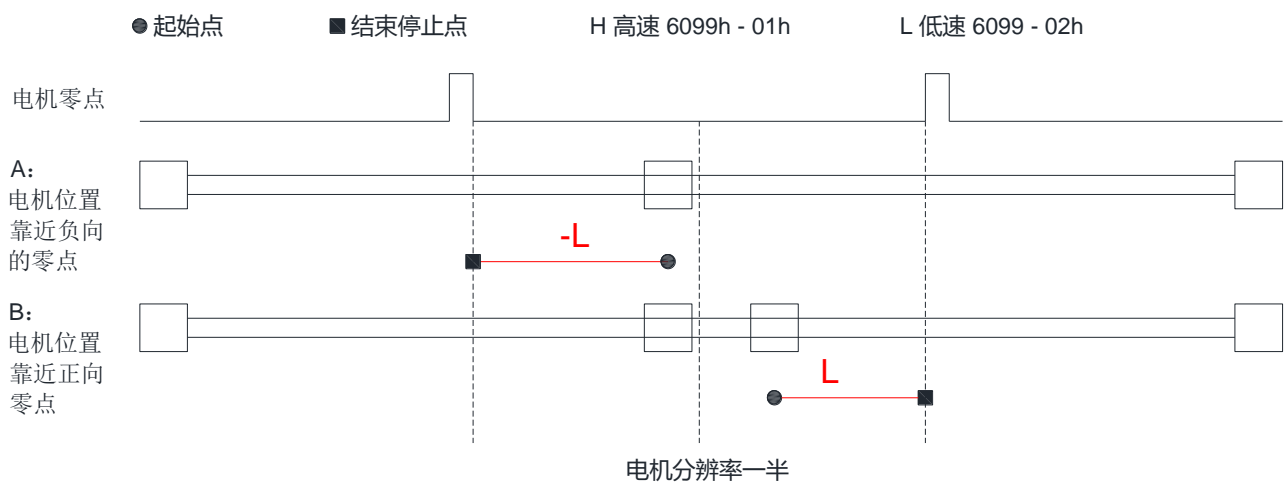 起始点
结束停止点
H 高速 6099h - 01h
L 低速 6099 - 02h
电机零点
A：
电机位置
靠近负向
的零点
-L
B：
电机位置
靠近正向
零点
L
电机分辨率一半